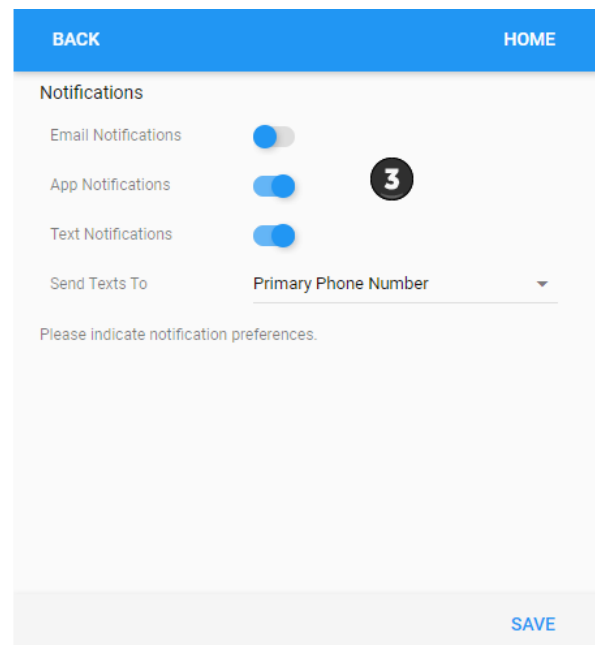 BACK HOME
Notifications
Email Notifications
App Notifications
3
Text Notifications
Send Texts To Primary Phone Number
Please indicate notification preferences.
SAVE